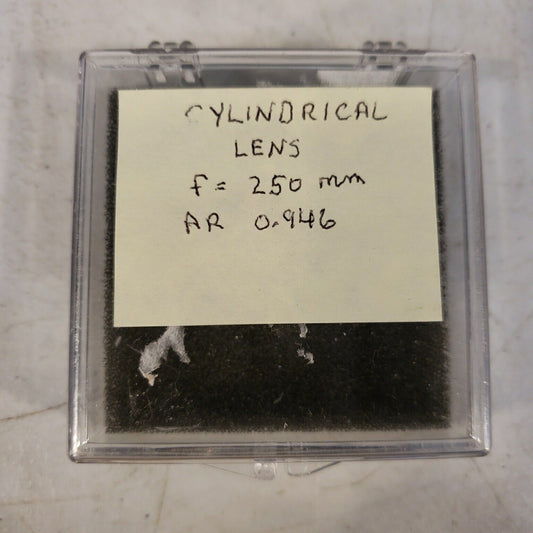 CYLINDRICAL
LENS
f = 250 mm
AR 0.946